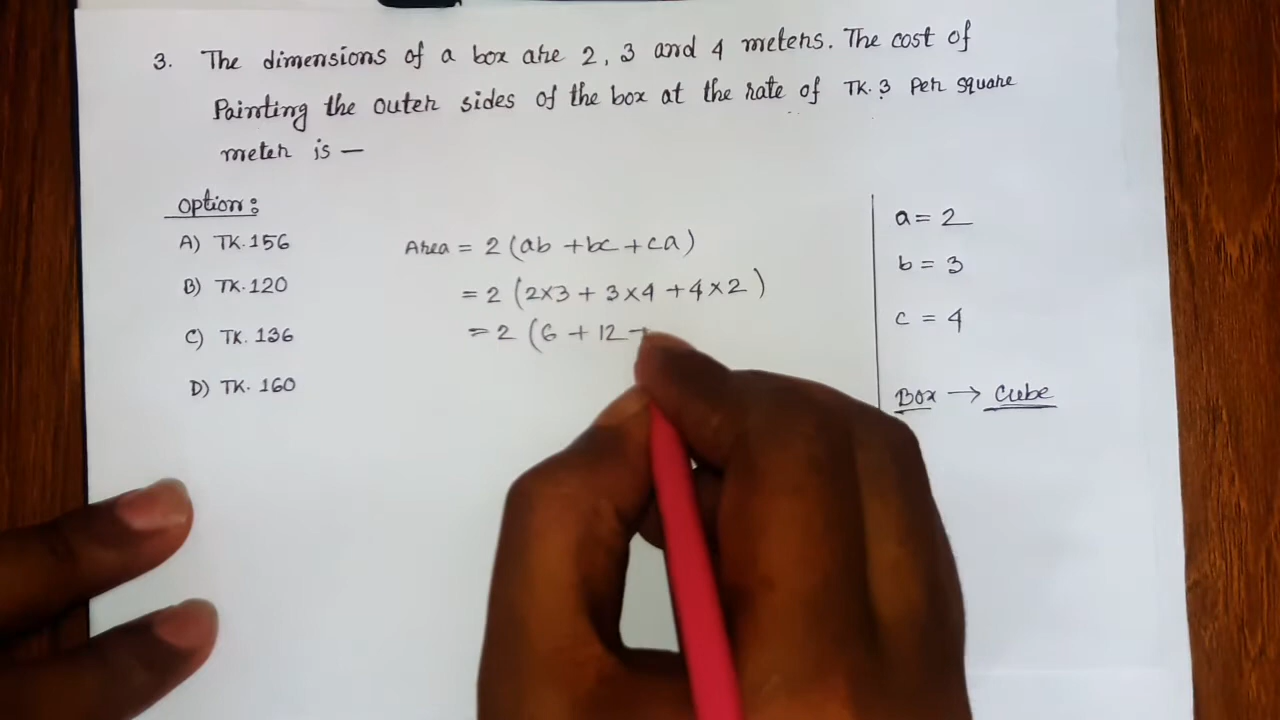 3. The dimensions of a box are 2, 3 and 4 meters. The cost of
Painting the outer sides of the box at the rate of TK. 3 Per square
meter is —
Option:
A) TK. 156
B) TK. 120
C) TK. 136
D) TK. 160
Area = 2 (ab + bc + ca)
= 2 (2×3 + 3×4 + 4×2)
= 2 (6 + 12
a = 2
b = 3
c = 4
Box → Cube